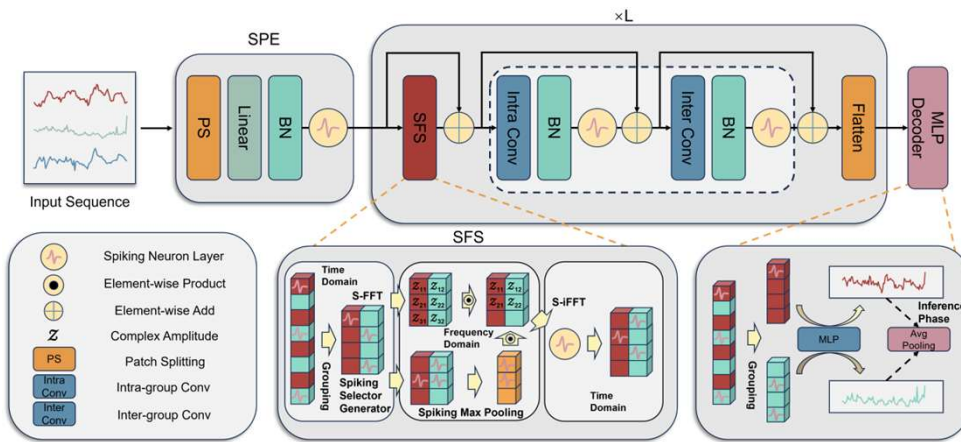 ×L
SPE
PS
Linear
BN
SFS
Intra Conv
BN
Inter Conv
BN
Flatten
MLP
Decoder
Input Sequence
Spiking Neuron Layer
Element-wise Product
Element-wise Add
Z Complex Amplitude
PS Patch Splitting
Intra
Conv
Intra-group Conv
Inter
Conv
Inter-group Conv
SFS
Time
Domain
S-FFT
Grouping
Spiking
Selector
Generator
Z11 Z12
Z21 Z22
Z31 Z32
Z11 Z12
Z21 Z22
Frequency
Domain
Spiking Max Pooling
S-iFFT
Time
Domain
Grouping
MLP
Inference
Phase
Avg
Pooling